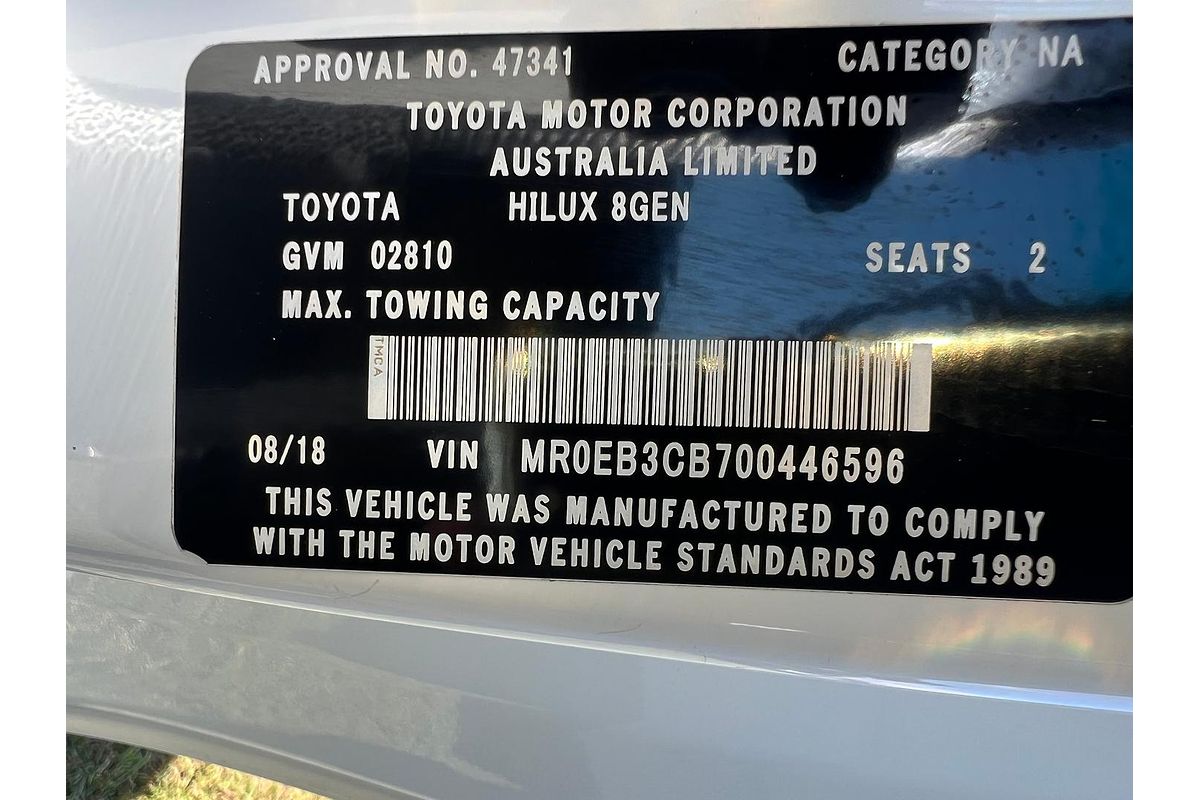 APPROVAL NO. 47341 CATEGORY NA
TOYOTA MOTOR CORPORATION
AUSTRALIA LIMITED
TOYOTA HILUX 8GEN
GVM 02810 SEATS 2
MAX. TOWING CAPACITY
TMCA
08/18 VIN MR0EB3CB700446596
THIS VEHICLE WAS MANUFACTURED TO COMPLY
WITH THE MOTOR VEHICLE STANDARDS ACT 1989